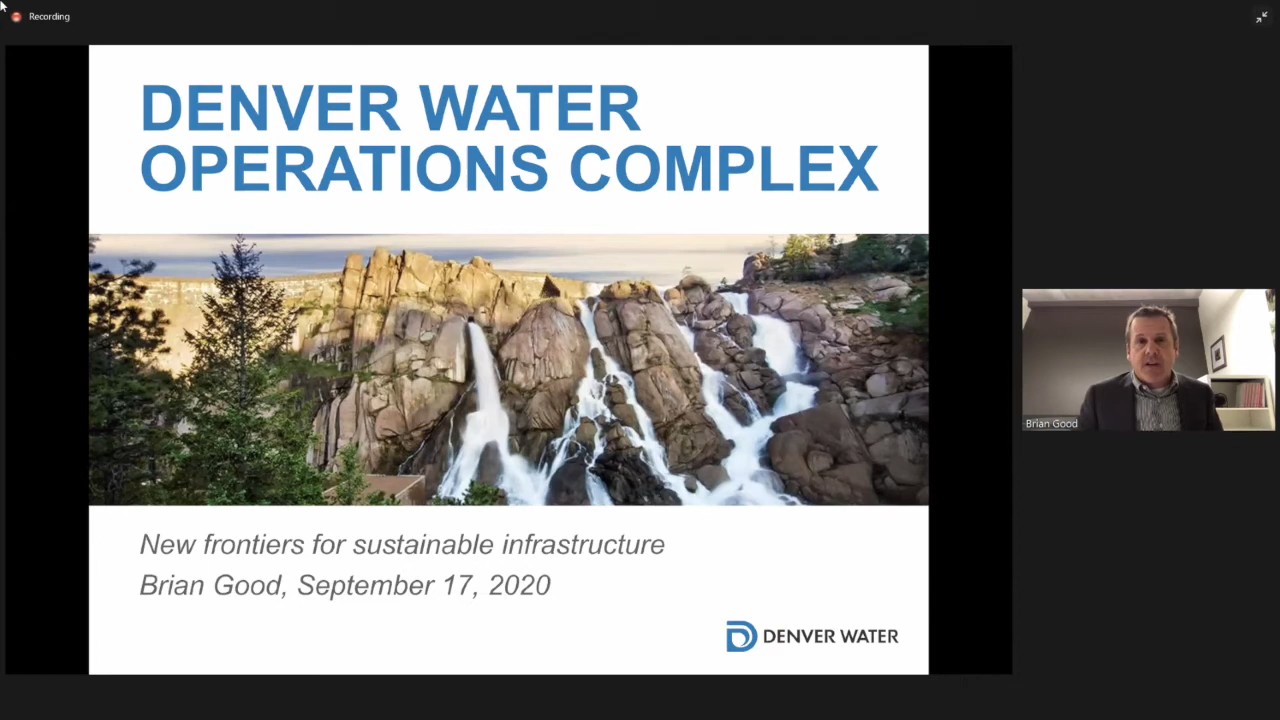 Recording
DENVER WATER
OPERATIONS COMPLEX
New frontiers for sustainable infrastructure
Brian Good, September 17, 2020
DENVER WATER
Brian Good